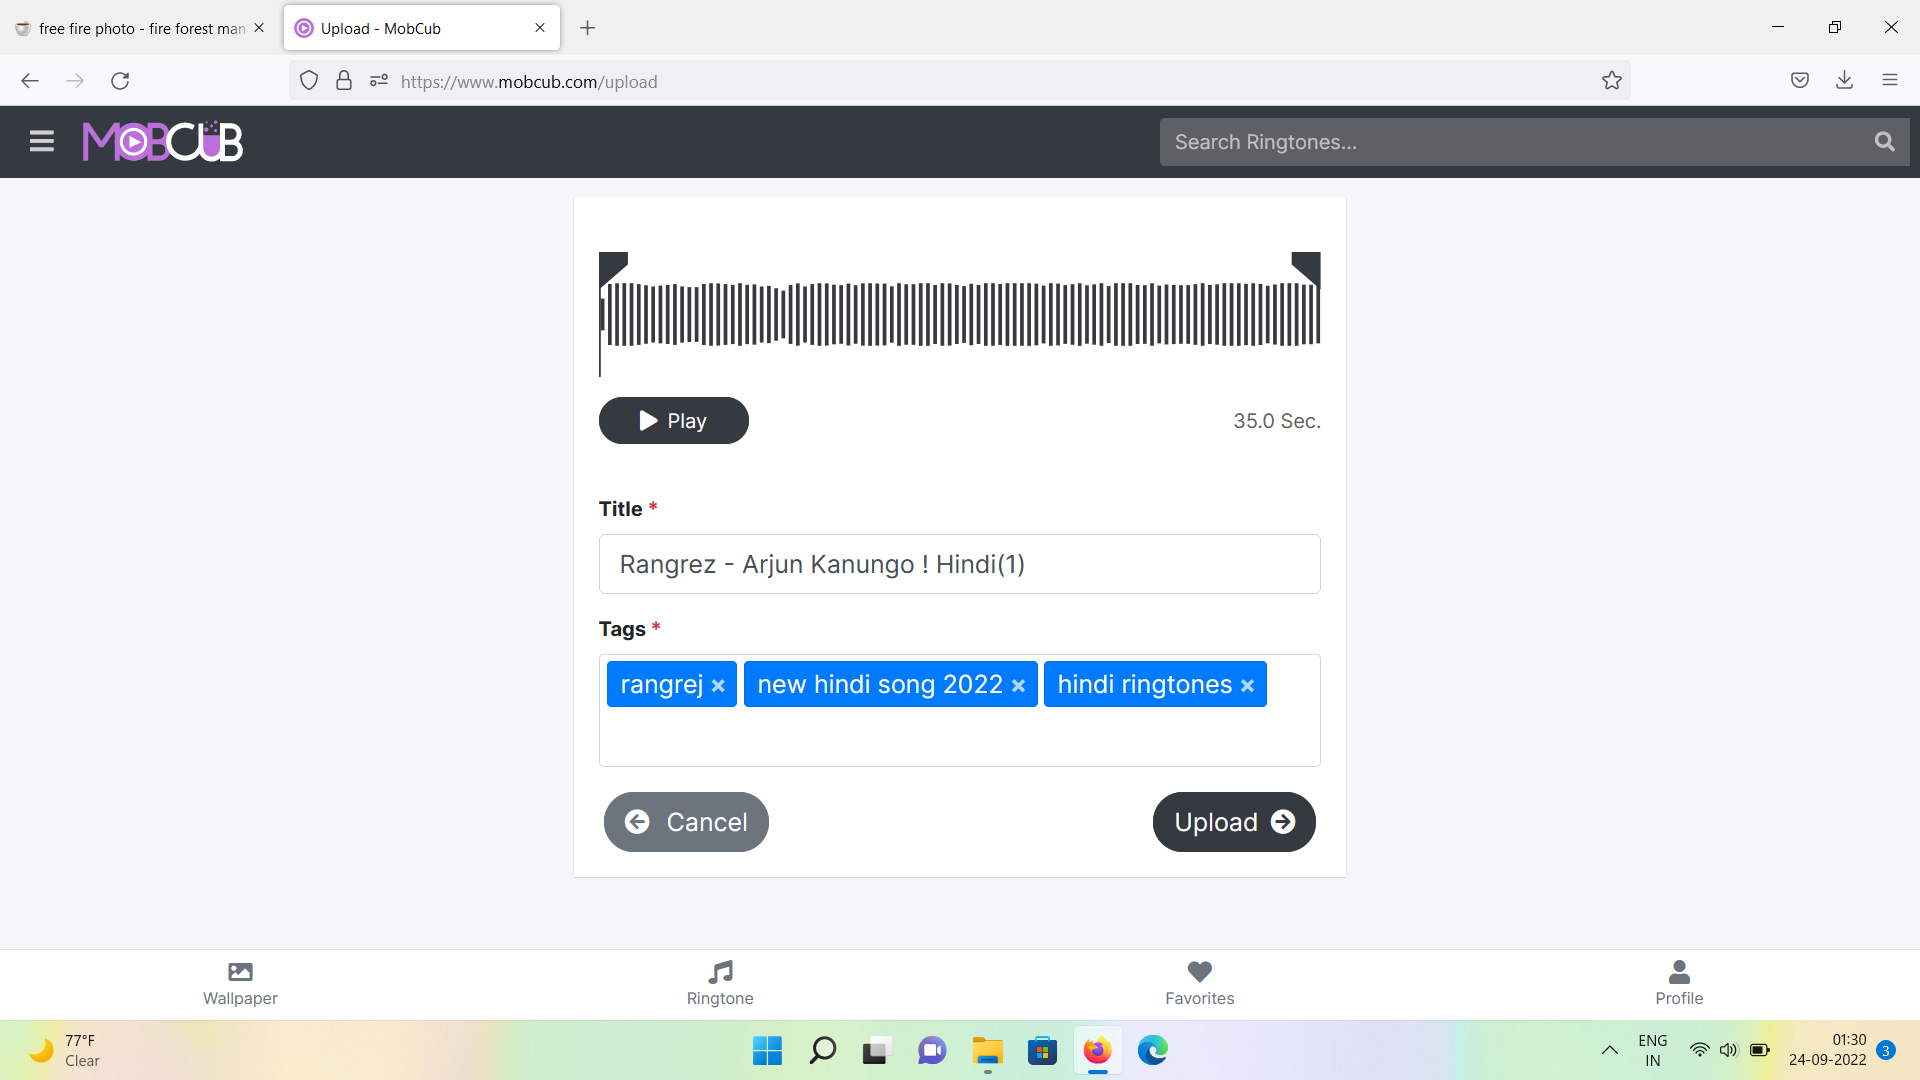 free fire photo - fire forest man
Upload - MobCub
https://www.mobcub.com/upload
MOBCUB
Search Ringtones...
Play
35.0 Sec.
Title *
Rangrez - Arjun Kanungo ! Hindi(1)
Tags *
rangrej × new hindi song 2022 × hindi ringtones ×
Cancel
Upload
Wallpaper
Ringtone
Favorites
Profile
77°F
Clear
ENG
IN
01:30
24-09-2022
3